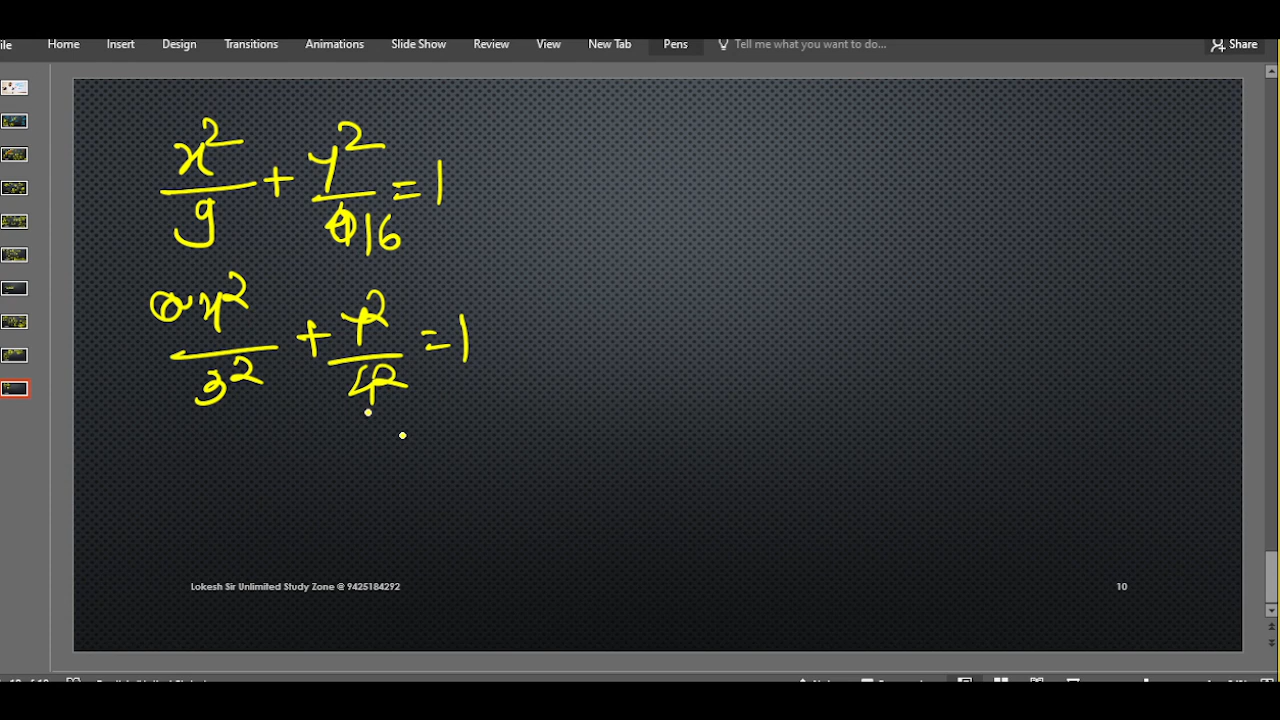 File Home Insert Design Transitions Animations Slide Show Review View New Tab Pens Tell me what you want to do... Share
x²/9 + y²/16 = 1
or x²/3² + y²/4² = 1
Lokesh Sir Unlimited Study Zone @ 9425184292 10